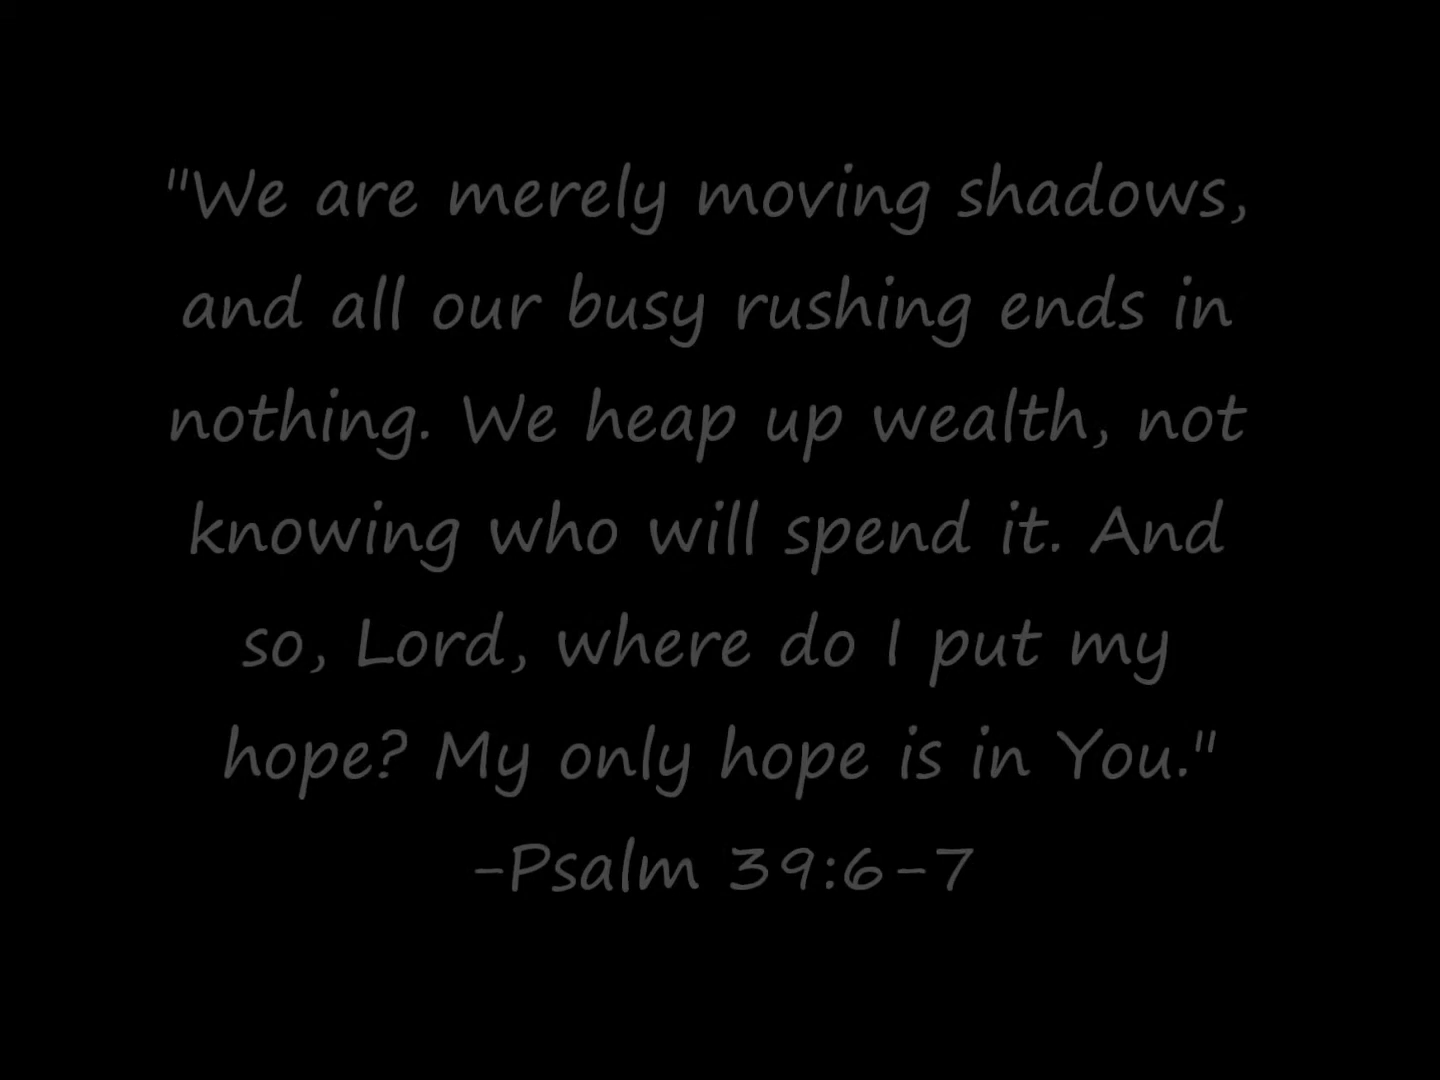 "We are merely moving shadows,
and all our busy rushing ends in
nothing. We heap up wealth, not
knowing who will spend it. And
so, Lord, where do I put my
hope? My only hope is in You."
-Psalm 39:6-7